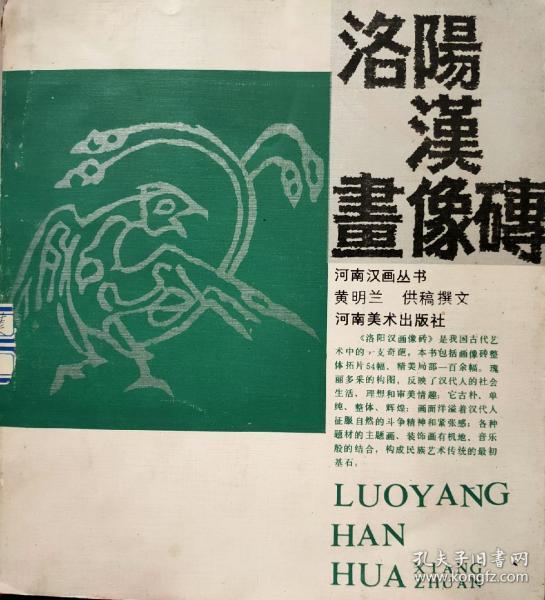 洛陽
漢
畫像磚
河南汉画丛书
黄明兰 供稿撰文
河南美术出版社
《洛阳汉画像砖》是我国古代艺
术中的一支奇葩。本书包括画像砖整
体拓片54幅，精美局部一百余幅。瑰
丽多采的构图，反映了汉代人的社会
生活、理想和审美情趣；它古朴、单
纯、整体、辉煌；画面洋溢着汉代人
征服自然的斗争精神和紧张感；各种
题材的主题画、装饰画有机地、音乐
般的结合，构成民族艺术传统的最初
基石。
LUOYANG
HAN
HUA XIANG
ZHUAN
孔夫子旧书网
www.kongfz.com